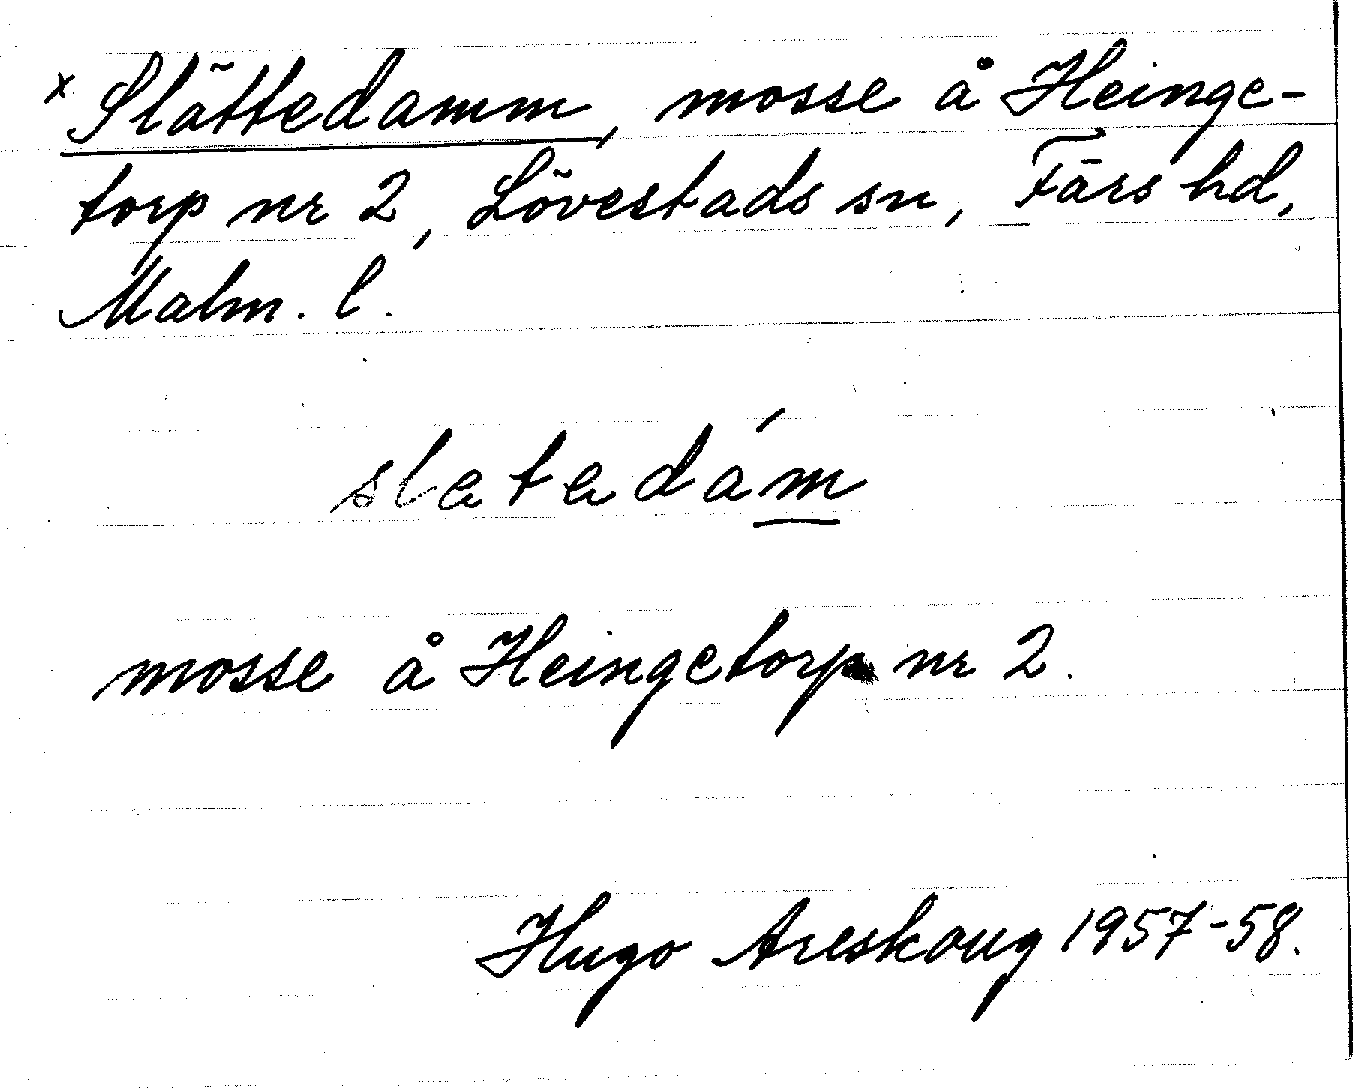 x Slättedamm, mosse å Heinge-
torp nr 2, Lövestads sn, Färs hd,
Malm. l.
slatadám
mosse å Heingetorp nr 2.
Hugo Areskoug 1957-58.